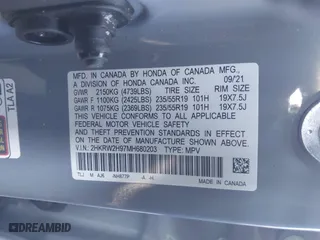 MFD. IN CANADA BY HONDA OF CANADA MFG.,
A DIVISION OF HONDA CANADA INC. 09/21
GVWR 2150KG (4739LBS) TIRE SIZE RIM SIZE
GAWR F 1100KG (2425LBS) 235/55R19 101H 19X7.5J
GAWR R 1075KG (2369LBS) 235/55R19 101H 19X7.5J
THIS VEHICLE CONFORMS TO ALL APPLICABLE
FEDERAL MOTOR VEHICLE SAFETY AND
THEFT PREVENTION STANDARDS IN EFFECT ON
THE DATE OF MANUFACTURE SHOWN ABOVE.
V.I.N.: 2HKRW2H97MH680203 TYPE: MPV
TLJ
MADE IN CANADA
TLAA2